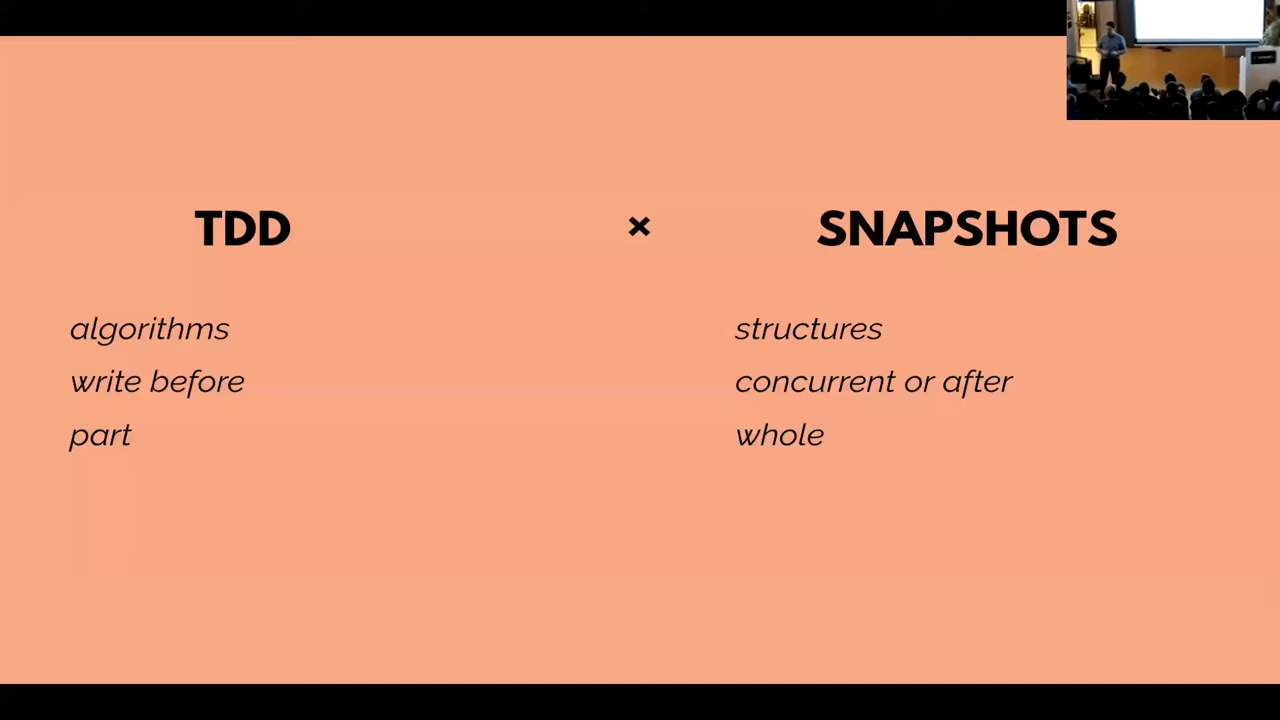 TDD × SNAPSHOTS
algorithms
write before
part
structures
concurrent or after
whole